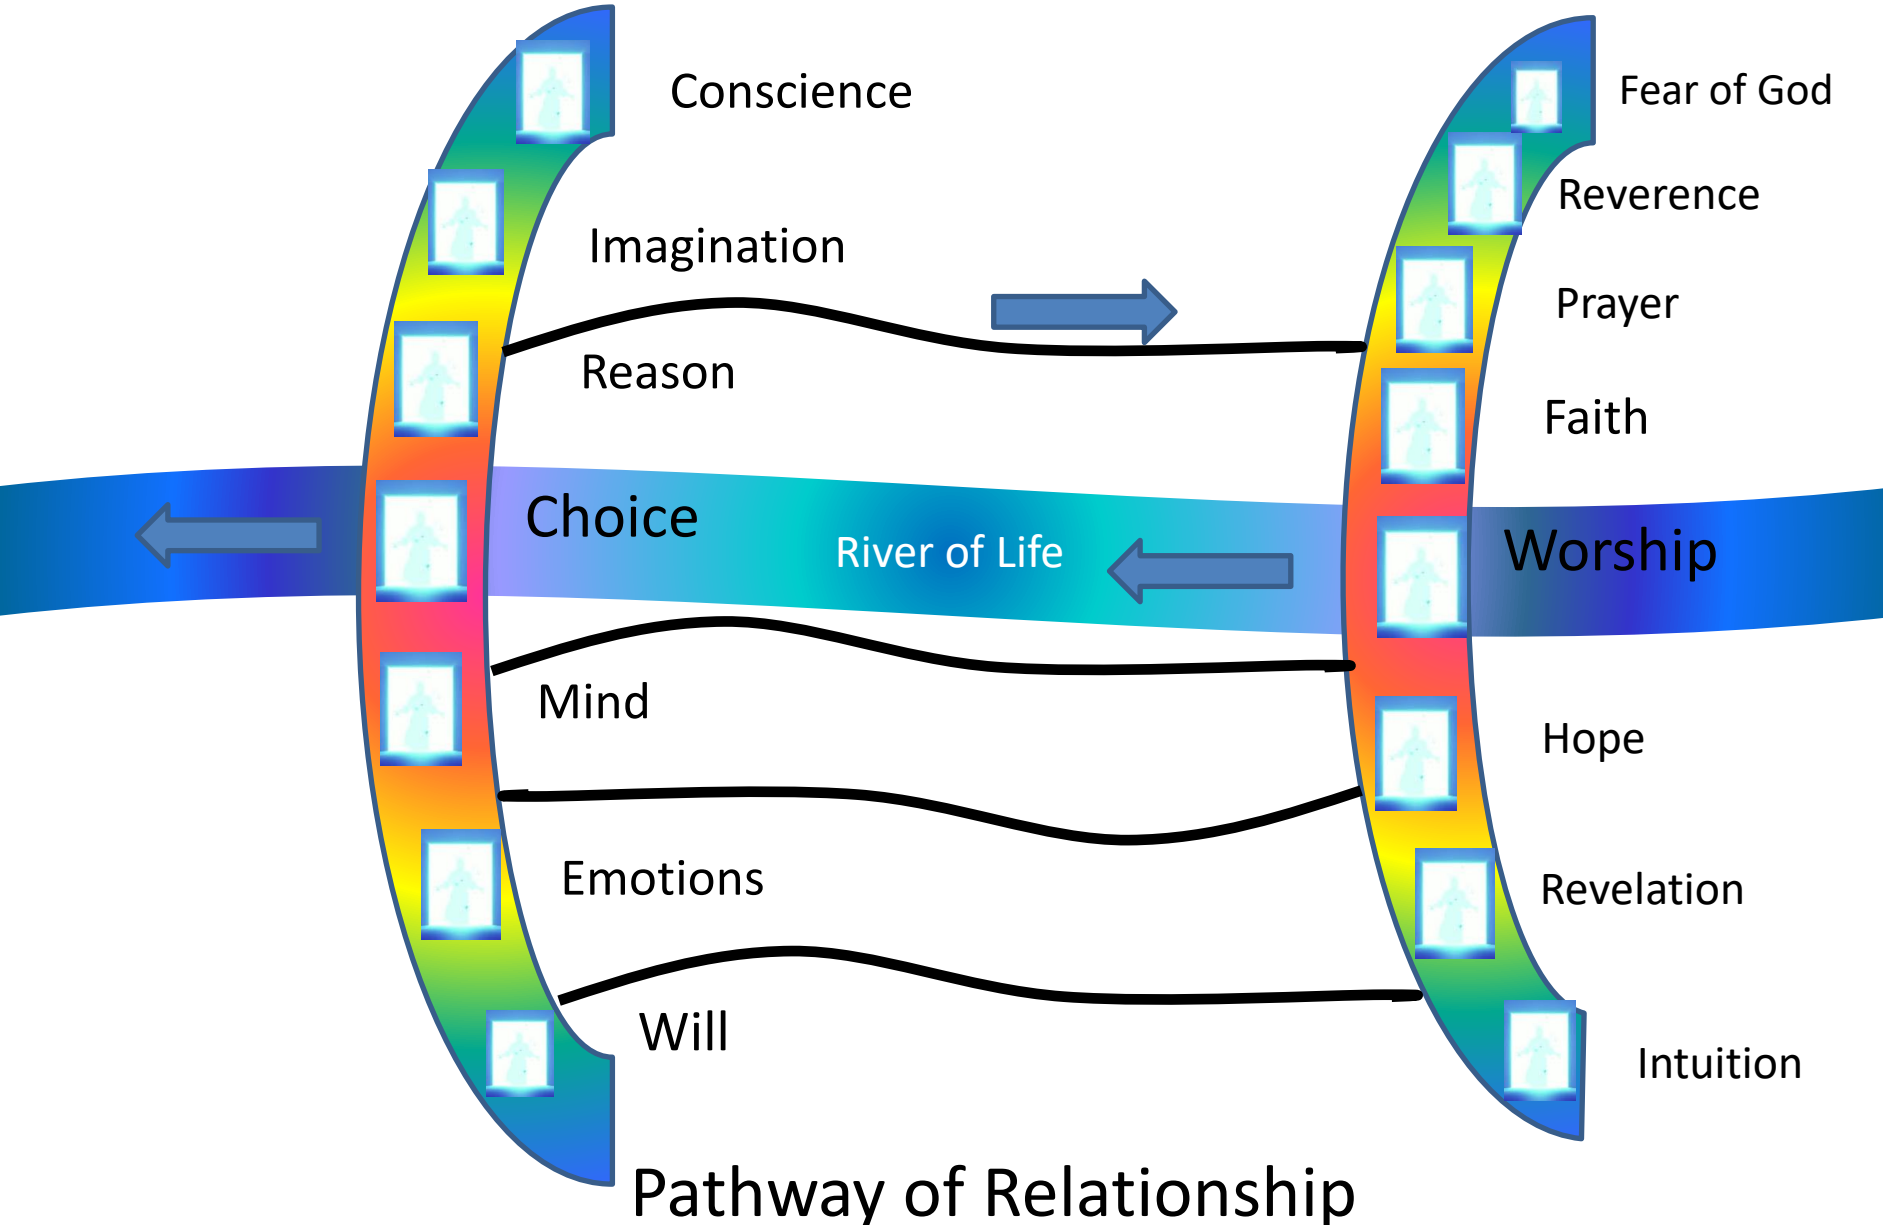 Conscience
Imagination
Reason
Choice
Mind
Emotions
Will
River of Life
Fear of God
Reverence
Prayer
Faith
Worship
Hope
Revelation
Intuition
Pathway of Relationship